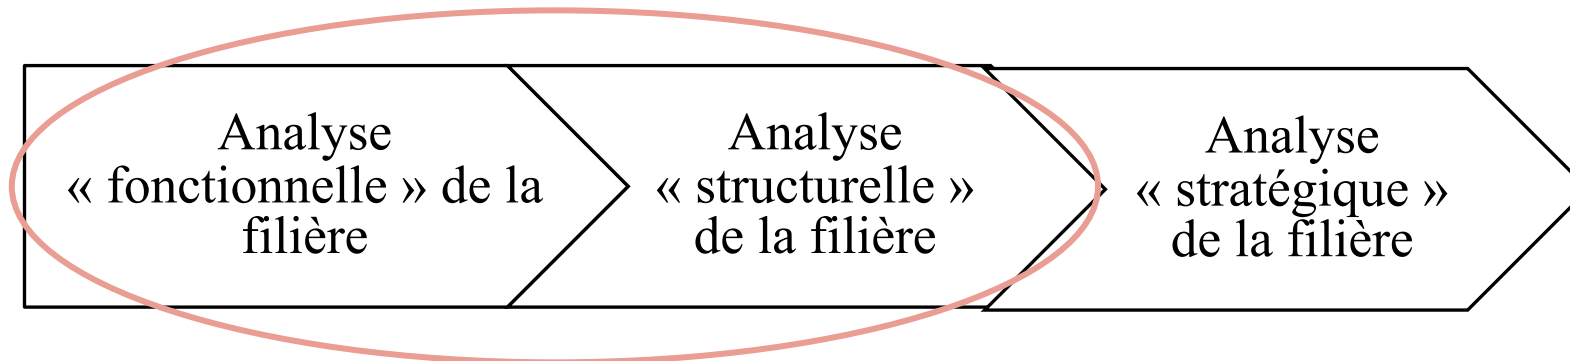 Analyse
« fonctionnelle » de la
filière
Analyse
« structurelle »
de la filière
Analyse
« stratégique »
de la filière